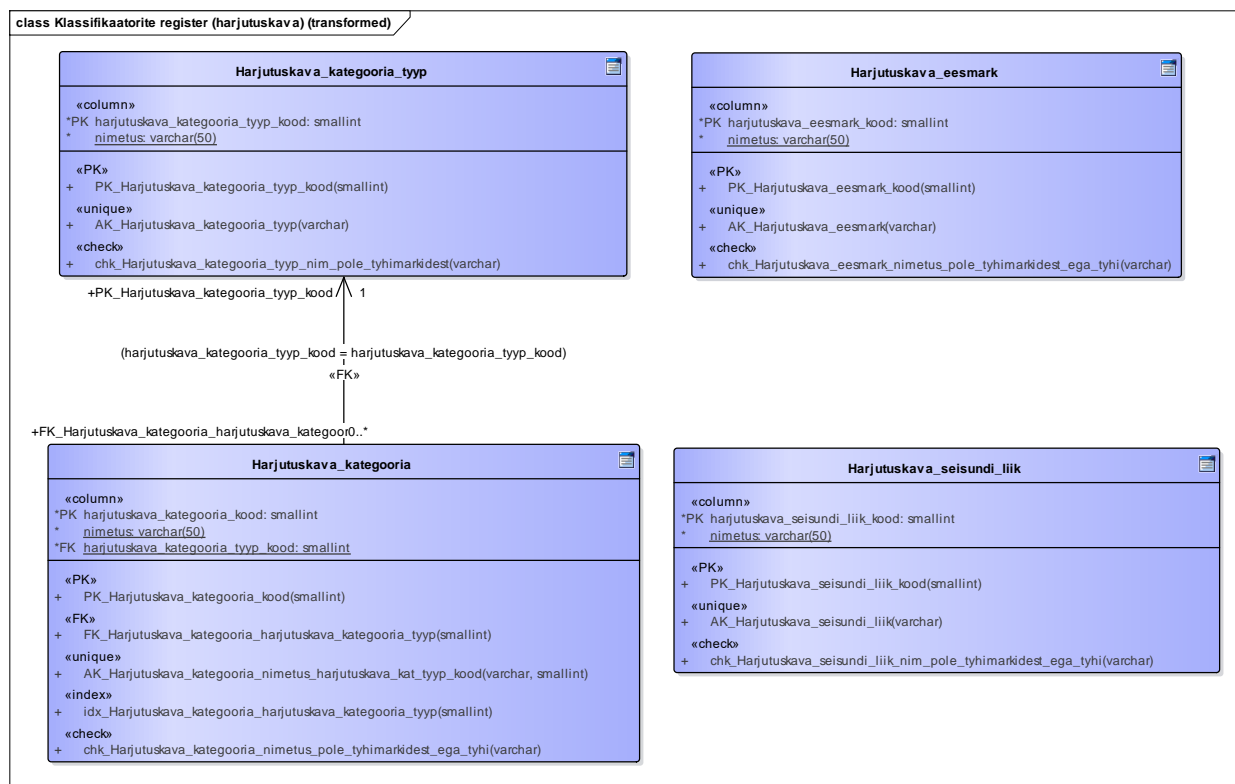 class Klassifikaatorite register (harjutuskava) (transformed)
Harjutuskava_kategooria_tyyp
«column»
*PK harjutuskava_kategooria_tyyp_kood: smallint
* nimetus: varchar(50)
«PK»
+ PK_Harjutuskava_kategooria_tyyp_kood(smallint)
«unique»
+ AK_Harjutuskava_kategooria_tyyp(varchar)
«check»
+ chk_Harjutuskava_kategooria_tyyp_nim_pole_tyhimarkidest(varchar)
Harjutuskava_eesmark
«column»
*PK harjutuskava_eesmark_kood: smallint
* nimetus: varchar(50)
«PK»
+ PK_Harjutuskava_eesmark_kood(smallint)
«unique»
+ AK_Harjutuskava_eesmark(varchar)
«check»
+ chk_Harjutuskava_eesmark_nimetus_pole_tyhimarkidest_ega_tyhi(varchar)
+PK_Harjutuskava_kategooria_tyyp_kood 1
(harjutuskava_kategooria_tyyp_kood = harjutuskava_kategooria_tyyp_kood)
«FK»
+FK_Harjutuskava_kategooria_harjutuskava_kategoor0..*
Harjutuskava_kategooria
«column»
*PK harjutuskava_kategooria_kood: smallint
* nimetus: varchar(50)
*FK harjutuskava_kategooria_tyyp_kood: smallint
«PK»
+ PK_Harjutuskava_kategooria_kood(smallint)
«FK»
+ FK_Harjutuskava_kategooria_harjutuskava_kategooria_tyyp(smallint)
«unique»
+ AK_Harjutuskava_kategooria_nimetus_harjutuskava_kat_tyyp_kood(varchar, smallint)
«index»
+ idx_Harjutuskava_kategooria_harjutuskava_kategooria_tyyp(smallint)
«check»
+ chk_Harjutuskava_kategooria_nimetus_pole_tyhimarkidest_ega_tyhi(varchar)
Harjutuskava_seisundi_liik
«column»
*PK harjutuskava_seisundi_liik_kood: smallint
* nimetus: varchar(50)
«PK»
+ PK_Harjutuskava_seisundi_liik_kood(smallint)
«unique»
+ AK_Harjutuskava_seisundi_liik(varchar)
«check»
+ chk_Harjutuskava_seisundi_liik_nim_pole_tyhimarkidest_ega_tyhi(varchar)